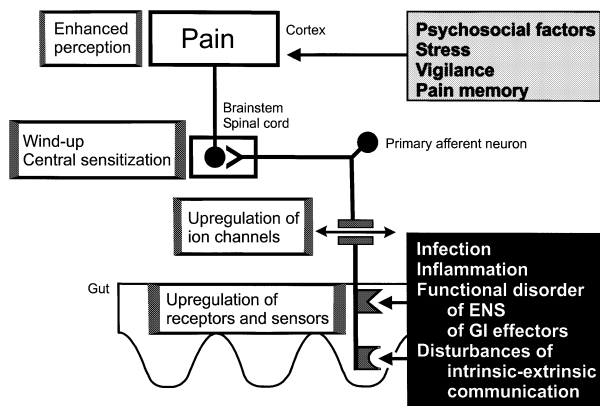 Enhanced
perception
Pain
Cortex
Psychosocial factors
Stress
Vigilance
Pain memory
Brainstem
Spinal cord
Wind-up
Central sensitization
Primary afferent neuron
Upregulation of
ion channels
Gut
Upregulation of
receptors and sensors
Infection
Inflammation
Functional disorder
of ENS
of GI effectors
Disturbances of
intrinsic-extrinsic
communication